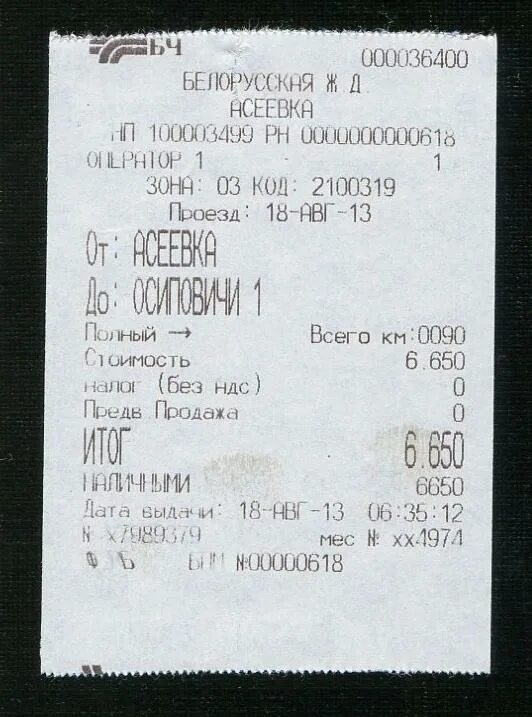 БЧ 000036400
БЕЛОРУССКАЯ Ж.Д.
АСЕЕВКА
НП 100003499 РН 0000000000618
ОПЕРАТОР 1 1
ЗОНА: 03 КОД: 2100319
Проезд: 18-АВГ-13
От: АСЕЕВКА
До: ОСИПОВИЧИ 1
Полный → Всего км:0090
Стоимость 6.650
налог (без ндс) 0
Предв Продажа 0
ИТОГ 6.650
НАЛИЧНЫМИ 6650
Дата выдачи: 18-АВГ-13 06:35:12
№ x7989379 мес № xx4974
БПМ №00000618